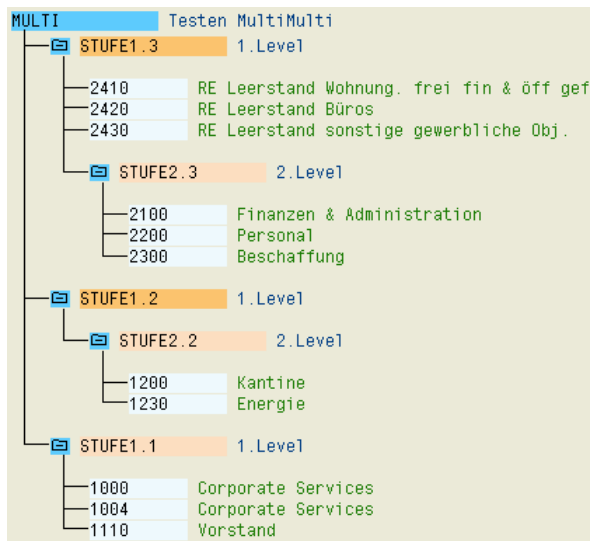 MULTI Testen MultiMulti
STUFE1.3 1.Level
2410 RE Leerstand Wohnung. frei fin & öff gef
2420 RE Leerstand Büros
2430 RE Leerstand sonstige gewerbliche Obj.
STUFE2.3 2.Level
2100 Finanzen & Administration
2200 Personal
2300 Beschaffung
STUFE1.2 1.Level
STUFE2.2 2.Level
1200 Kantine
1230 Energie
STUFE1.1 1.Level
1000 Corporate Services
1004 Corporate Services
1110 Vorstand